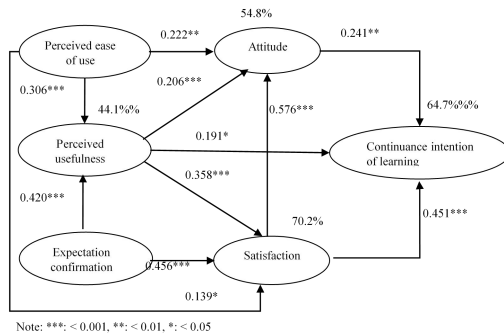 54.8%
Perceived ease
of use
0.222**
Attitude
0.241**
0.306***
44.1%%
0.206***
0.576***
64.7%%%
Perceived
usefulness
0.191*
Continuance intention
of learning
0.358***
0.420***
70.2%
0.451***
Expectation
confirmation
0.456***
Satisfaction
0.139*
Note: ***: < 0.001, **: < 0.01, *: < 0.05